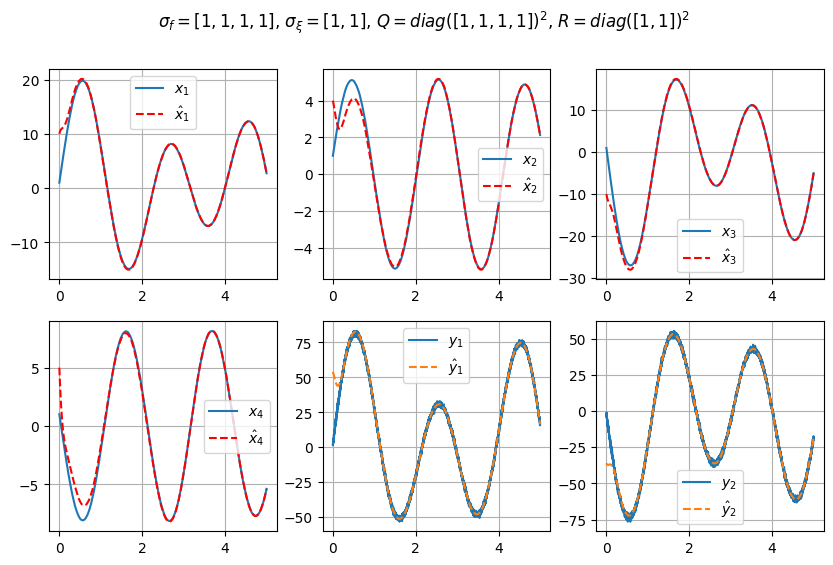 σ_f = [1, 1, 1, 1], σ_ξ = [1, 1], Q = diag([1, 1, 1, 1])², R = diag([1, 1])²
20
10
0
−10
0 2 4
x₁
x̂₁
4
2
0
−2
−4
0 2 4
x₂
x̂₂
10
0
−10
−20
−30
0 2 4
x₃
x̂₃
5
0
−5
0 2 4
x₄
x̂₄
75
50
25
0
−25
−50
0 2 4
y₁
ŷ₁
50
25
0
−25
−50
−75
0 2 4
y₂
ŷ₂